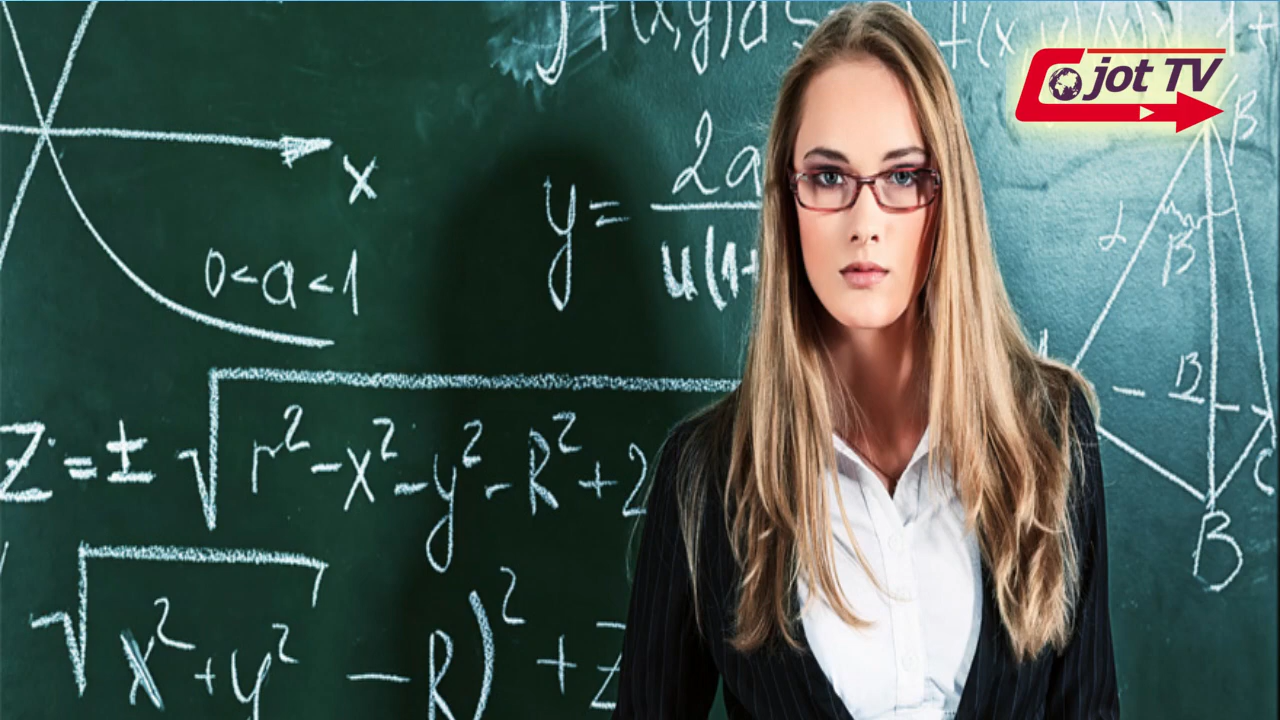 jot TV
x
0<a<1
y=
2a
u(1+
Z=±√r²-x²-y²-R²+2
√x²+y²-R)²+Z
B
α
B
B
C
B